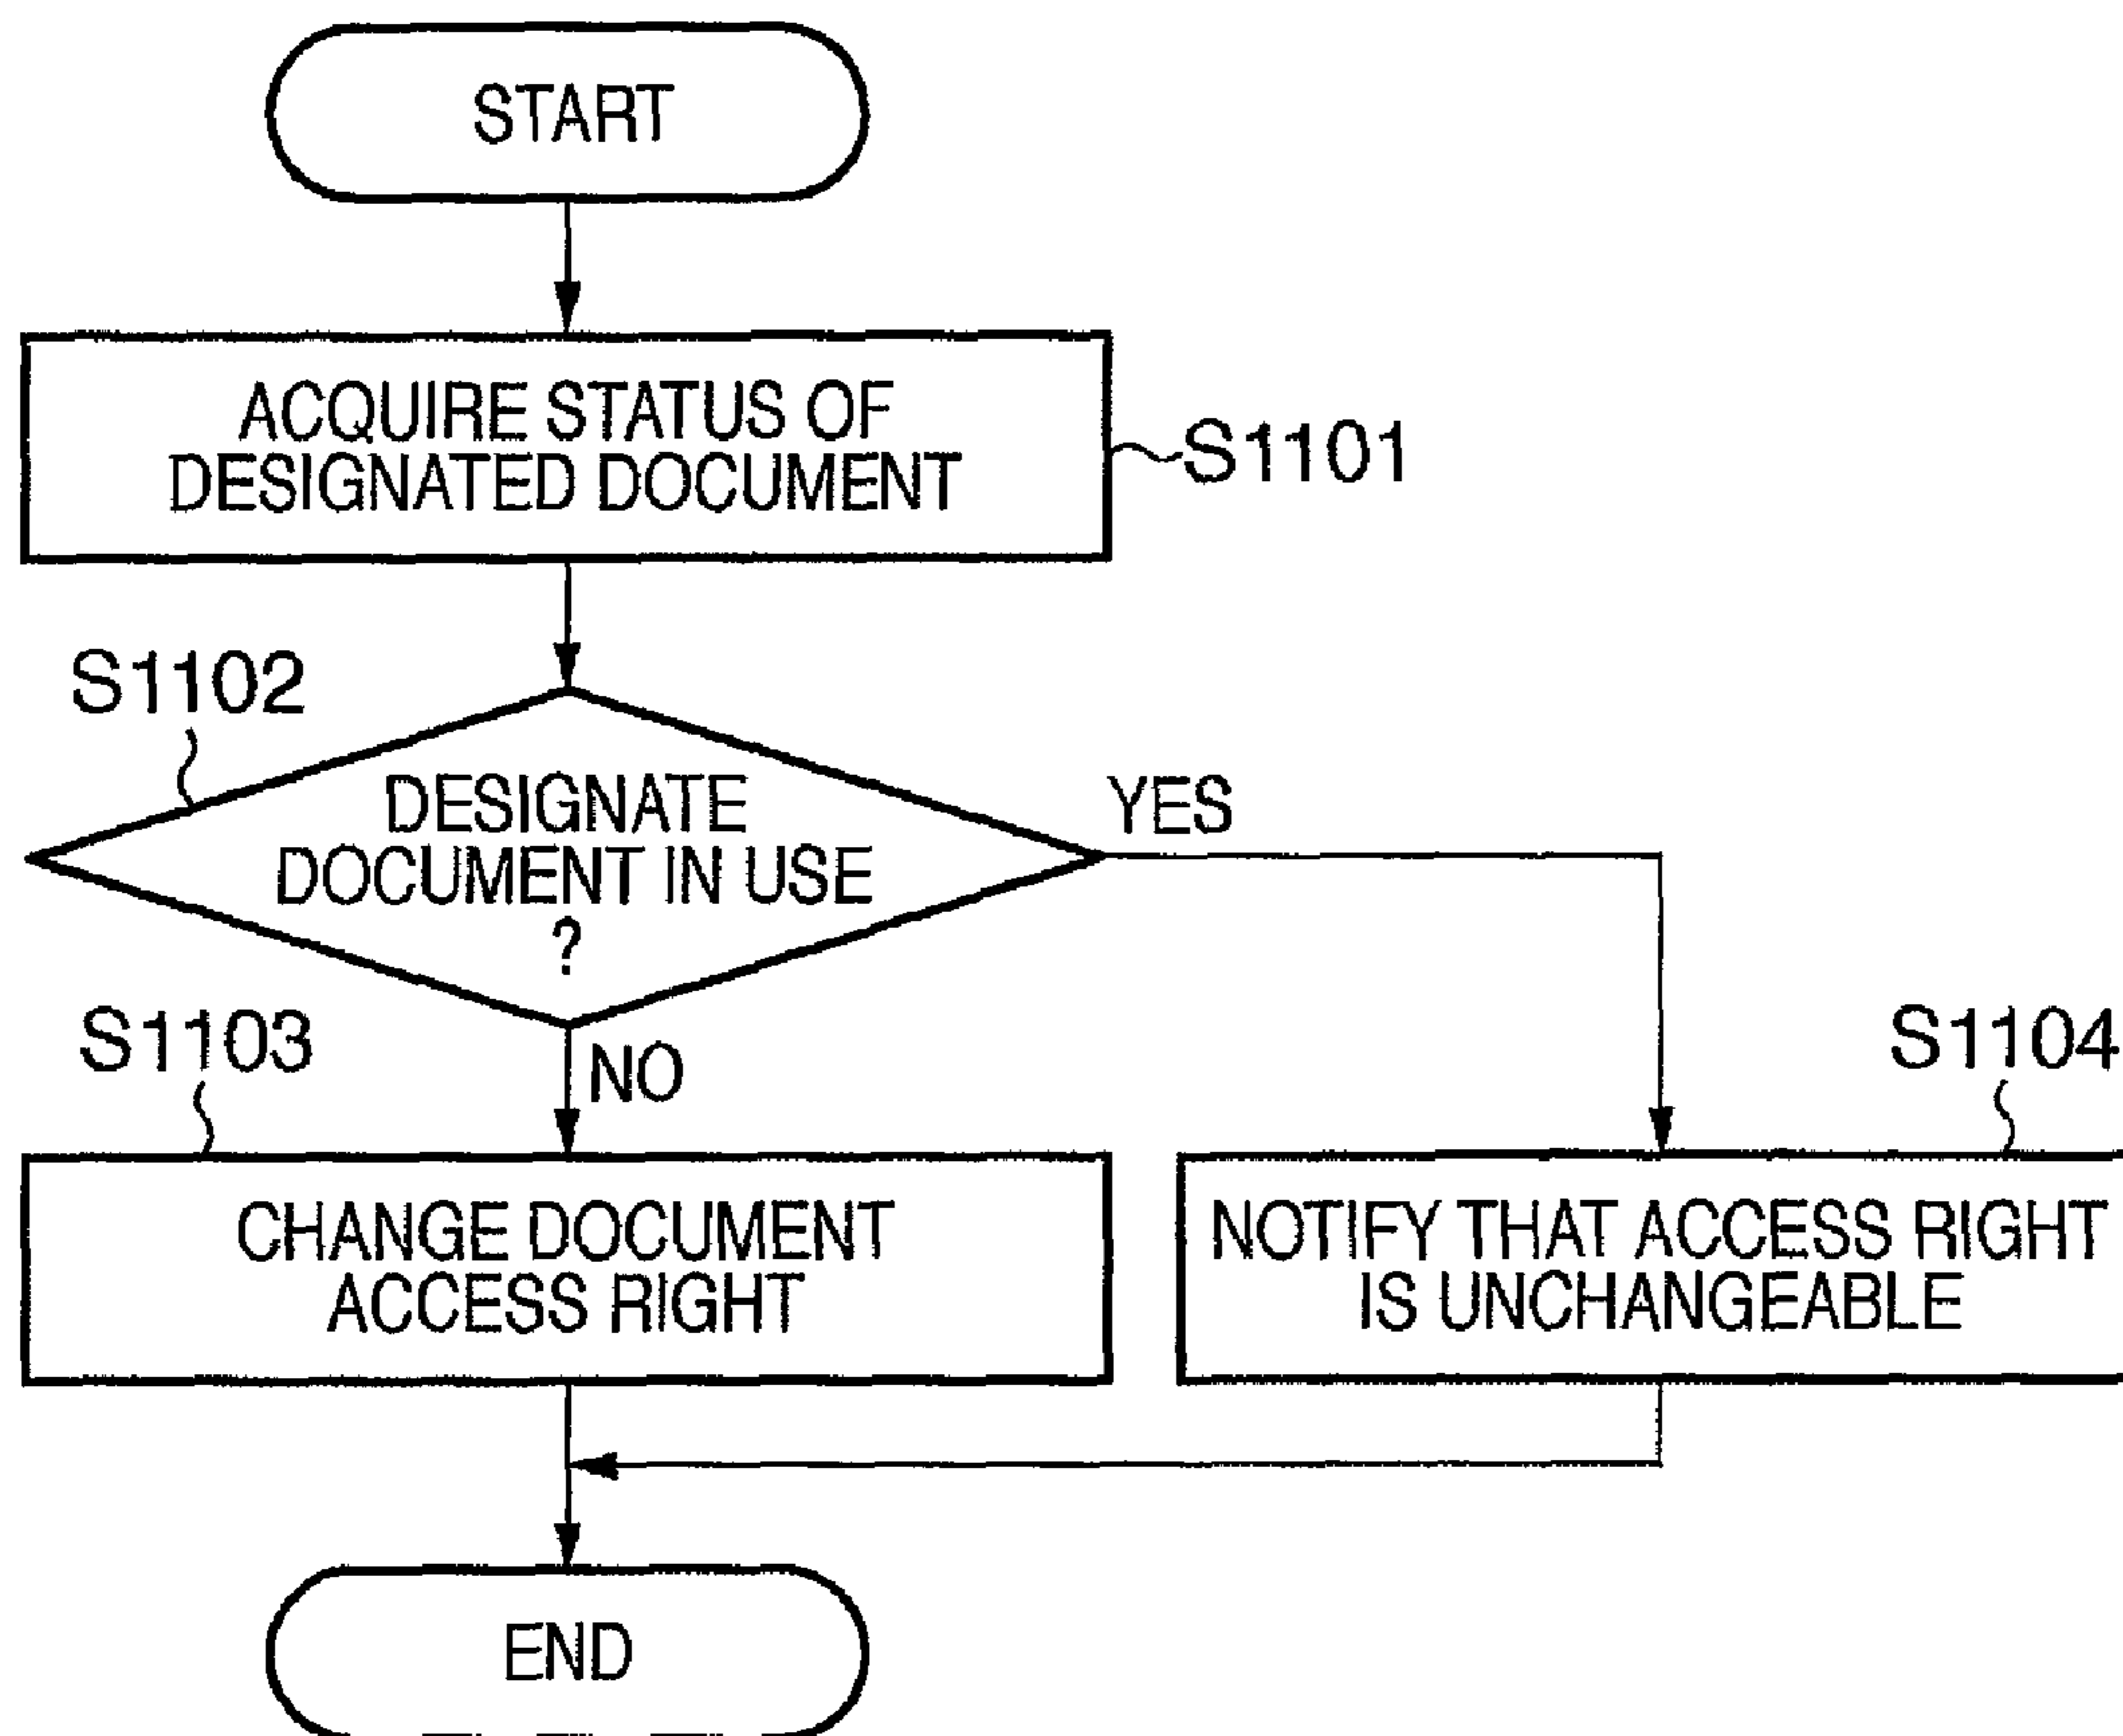 START
ACQUIRE STATUS OF
DESIGNATED DOCUMENT
S1101
S1102
DESIGNATE
DOCUMENT IN USE
?
YES
NO
S1103
CHANGE DOCUMENT
ACCESS RIGHT
S1104
NOTIFY THAT ACCESS RIGHT
IS UNCHANGEABLE
END